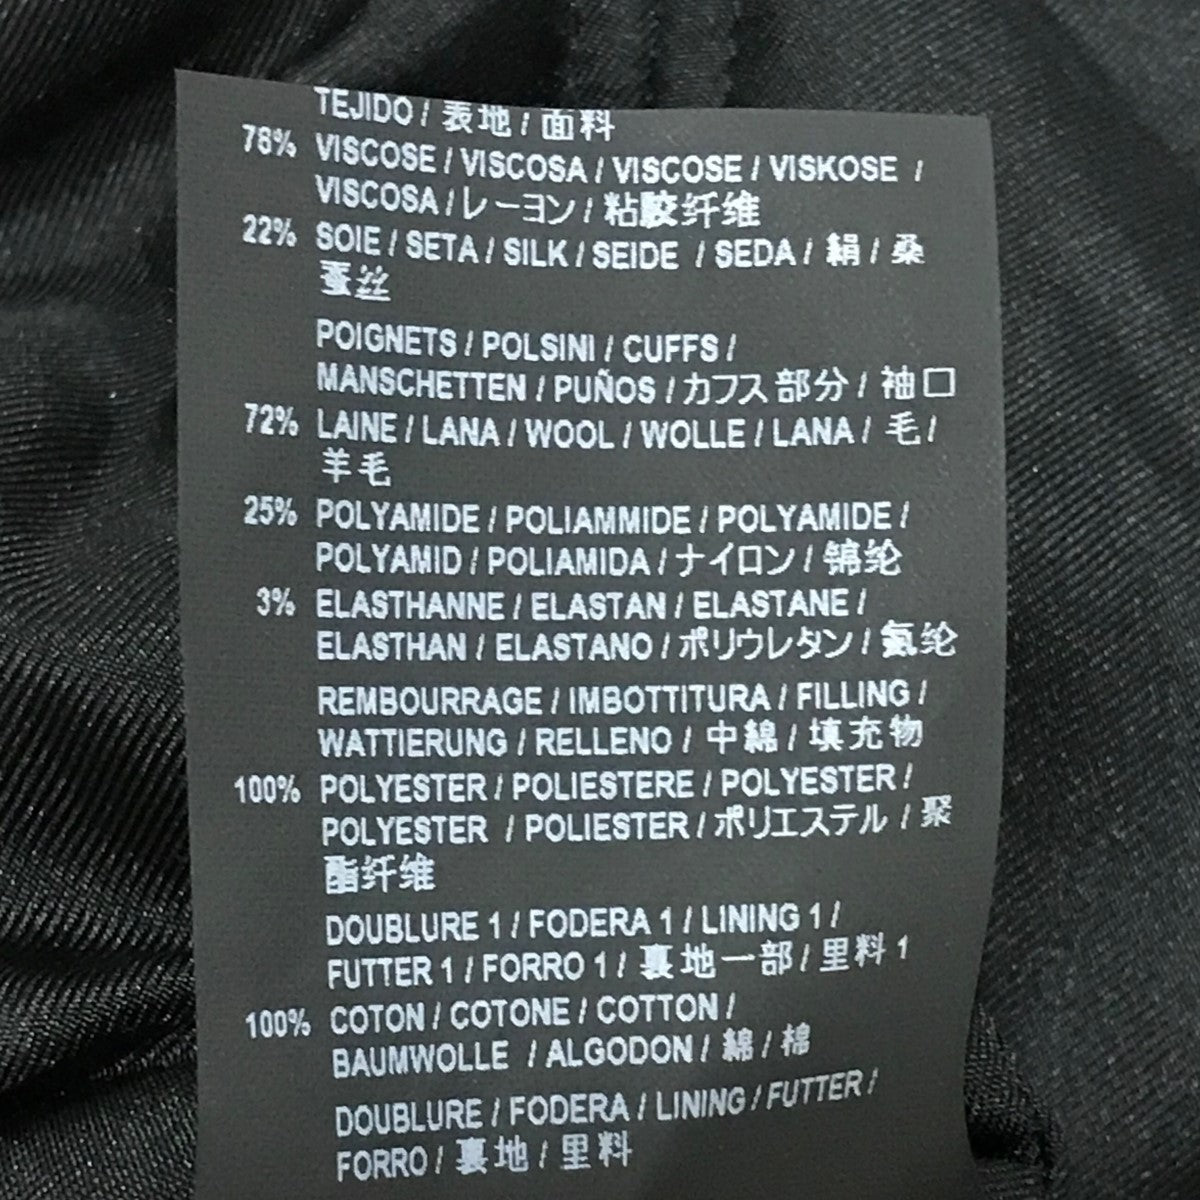 TEJIDO / 表地 / 面料
78% VISCOSE / VISCOSA / VISCOSE / VISKOSE /
VISCOSA / レーヨン / 粘胶纤维
22% SOIE / SETA / SILK / SEIDE / SEDA / 絹 / 桑
蚕丝
POIGNETS / POLSINI / CUFFS /
MANSCHETTEN / PUÑOS / カフス部分 / 袖口
72% LAINE / LANA / WOOL / WOLLE / LANA / 毛 /
羊毛
25% POLYAMIDE / POLIAMMIDE / POLYAMIDE /
POLYAMID / POLIAMIDA / ナイロン / 锦纶
3% ELASTHANNE / ELASTAN / ELASTANE /
ELASTHAN / ELASTANO / ポリウレタン / 氨纶
REMBOURRAGE / IMBOTTITURA / FILLING /
WATTIERUNG / RELLENO / 中綿 / 填充物
100% POLYESTER / POLIESTERE / POLYESTER /
POLYESTER / POLIESTER / ポリエステル / 聚
酯纤维
DOUBLURE 1 / FODERA 1 / LINING 1 /
FUTTER 1 / FORRO 1 / 裏地一部 / 里料 1
100% COTON / COTONE / COTTON /
BAUMWOLLE / ALGODON / 綿 / 棉
DOUBLURE / FODERA / LINING / FUTTER /
FORRO / 裏地 / 里料